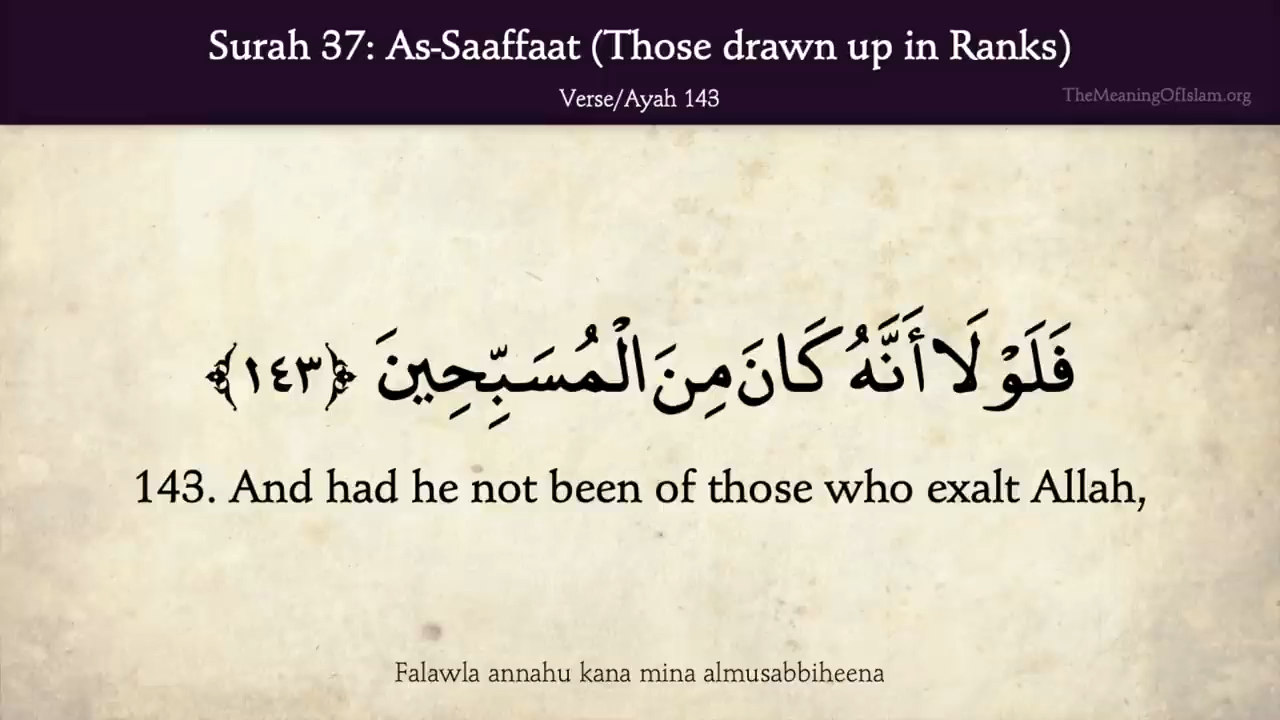 Surah 37: As-Saaffaat (Those drawn up in Ranks)
Verse/Ayah 143
TheMeaningOfIslam.org
فَلَوْلَا أَنَّهُ كَانَ مِنَ الْمُسَبِّحِينَ ﴿١٤٣﴾
143. And had he not been of those who exalt Allah,
Falawla annahu kana mina almusabbiheena